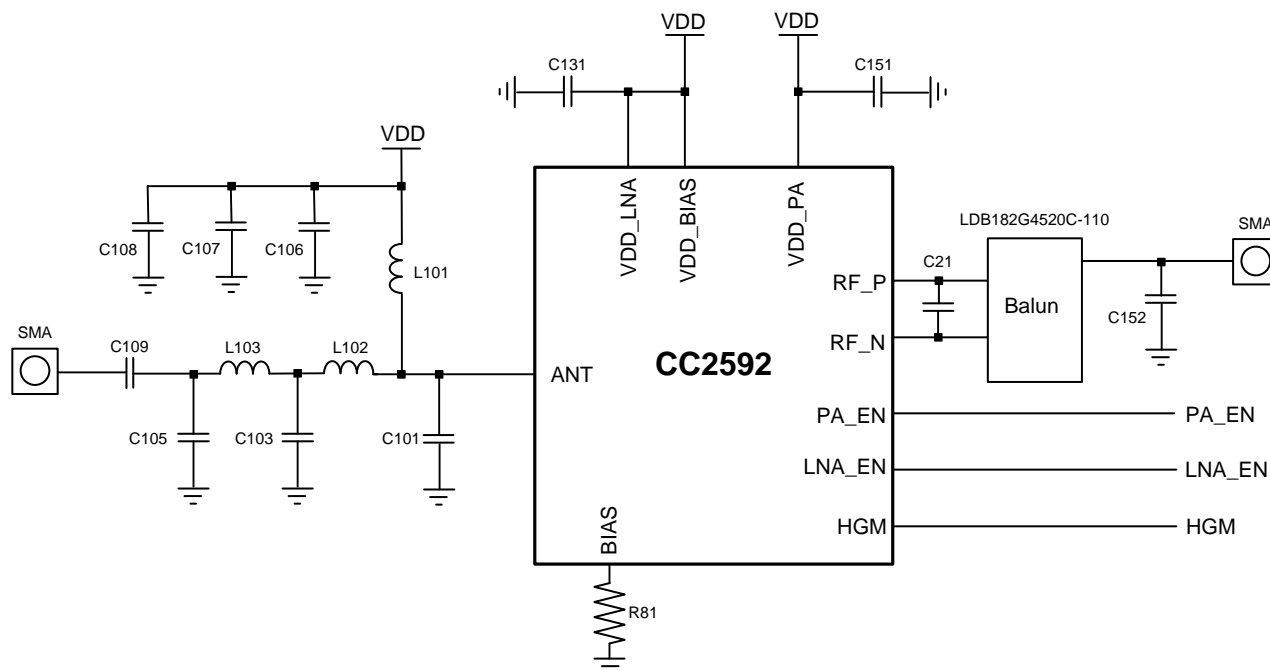 VDD
VDD
C131
C151
VDD
VDD_LNA
VDD_BIAS
VDD_PA
LDB182G4520C-110
SMA
C108
C107
C106
L101
RF_P
C21
Balun
C152
RF_N
SMA
C109
L103
L102
ANT
CC2592
C105
C103
C101
PA_EN
PA_EN
LNA_EN
LNA_EN
HGM
HGM
BIAS
R81